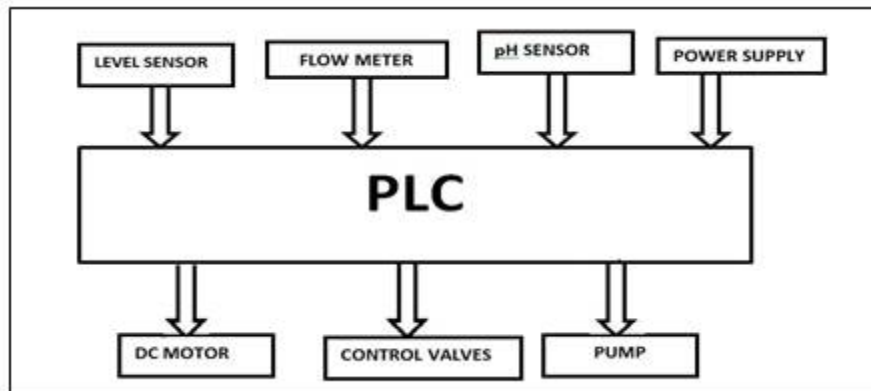 LEVEL SENSOR
FLOW METER
pH SENSOR
POWER SUPPLY
PLC
DC MOTOR
CONTROL VALVES
PUMP